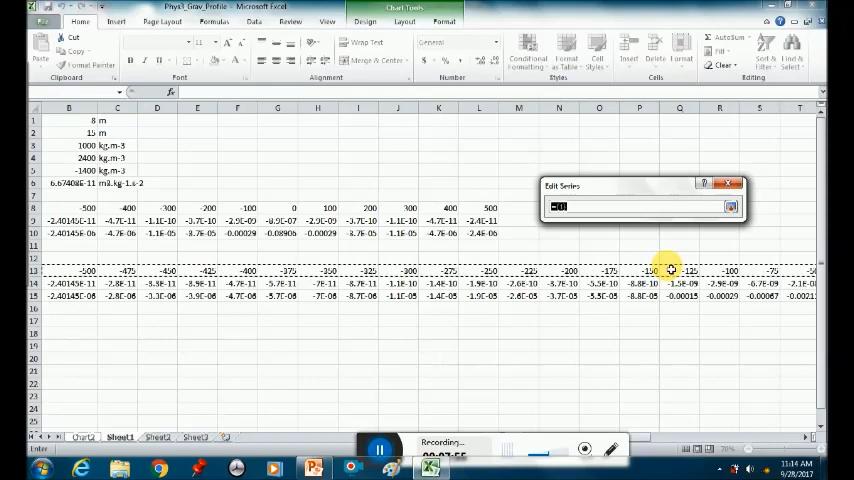 Phys3_Grav_Profile - Microsoft Excel
Chart Tools
File Home Insert Page Layout Formulas Data Review View Design Layout Format
Cut
Copy
Format Painter
Paste
Clipboard
11
B I U
Font
Wrap Text
Merge & Center
Alignment
General
$ % ,
Number
Conditional Formatting
Format as Table
Cell Styles
Styles
Insert Delete Format
Cells
AutoSum
Fill
Clear
Sort & Filter
Find & Select
Editing
fx
B C D E F G H I J K L M N O P Q R S T
1 8 m
2 15 m
3 1000 kg.m-3
4 2400 kg.m-3
5 -1400 kg.m-3
6 6.67408E-11 m3.kg-1.s-2
7
8 -500 -400 -300 -200 -100 0 100 200 300 400 500
9 -2.40145E-11 -4.7E-11 -1.1E-10 -3.7E-10 -2.9E-09 -8.9E-07 -2.9E-09 -3.7E-10 -1.1E-10 -4.7E-11 -2.4E-11
10 -2.40145E-06 -4.7E-06 -1.1E-05 -3.7E-05 -0.00029 -0.08906 -0.00029 -3.7E-05 -1.1E-05 -4.7E-06 -2.4E-06
11
12
13 -500 -475 -450 -425 -400 -375 -350 -325 -300 -275 -250 -225 -200 -175 -150 -125 -100 -75
14 -2.40145E-11 -2.8E-11 -3.3E-11 -3.9E-11 -4.7E-11 -5.7E-11 -7E-11 -8.7E-11 -1.1E-10 -1.4E-10 -1.9E-10 -2.6E-10 -3.7E-10 -5.5E-10 -8.8E-10 -1.5E-09 -2.9E-09 -6.7E-09 -2.1E-0
15 -2.40145E-06 -2.8E-06 -3.3E-06 -3.9E-06 -4.7E-06 -5.7E-06 -7E-06 -8.7E-06 -1.1E-05 -1.4E-05 -1.9E-05 -2.6E-05 -3.7E-05 -5.5E-05 -8.8E-05 -0.00015 -0.00029 -0.00067 -0.0021
16
17
18
19
20
21
22
23
24
25
Edit Series
={1}
Chart2 Sheet1 Sheet2 Sheet3
Enter
Recording...
00:07:55
70%
11:14 AM
9/28/2017